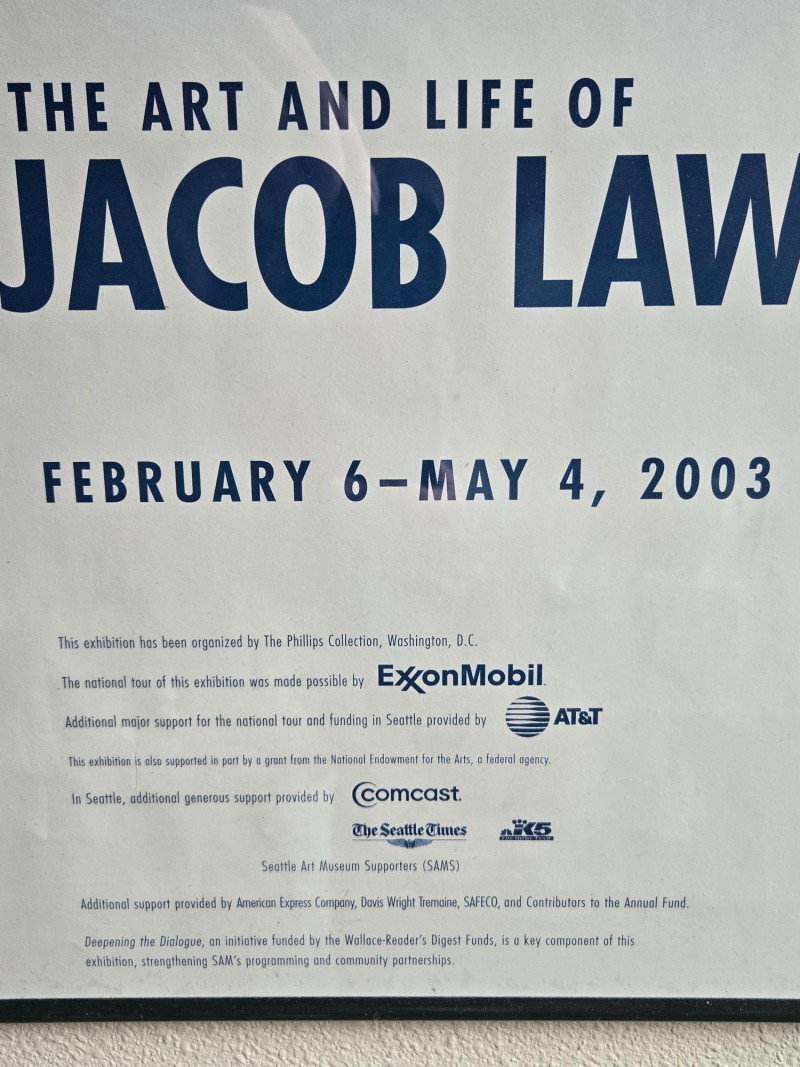 THE ART AND LIFE OF
JACOB LAW
FEBRUARY 6–MAY 4, 2003
This exhibition has been organized by The Phillips Collection, Washington, D.C.
The national tour of this exhibition was made possible by ExxonMobil
Additional major support for the national tour and funding in Seattle provided by AT&T
This exhibition is also supported in part by a grant from the National Endowment for the Arts, a federal agency.
In Seattle, additional generous support provided by comcast.
The Seattle Times K5
Seattle Art Museum Supporters (SAMS)
Additional support provided by American Express Company, Davis Wright Tremaine, SAFECO, and Contributors to the Annual Fund.
Deepening the Dialogue, an initiative funded by the Wallace-Reader's Digest Funds, is a key component of this
exhibition, strengthening SAM's programming and community partnerships.